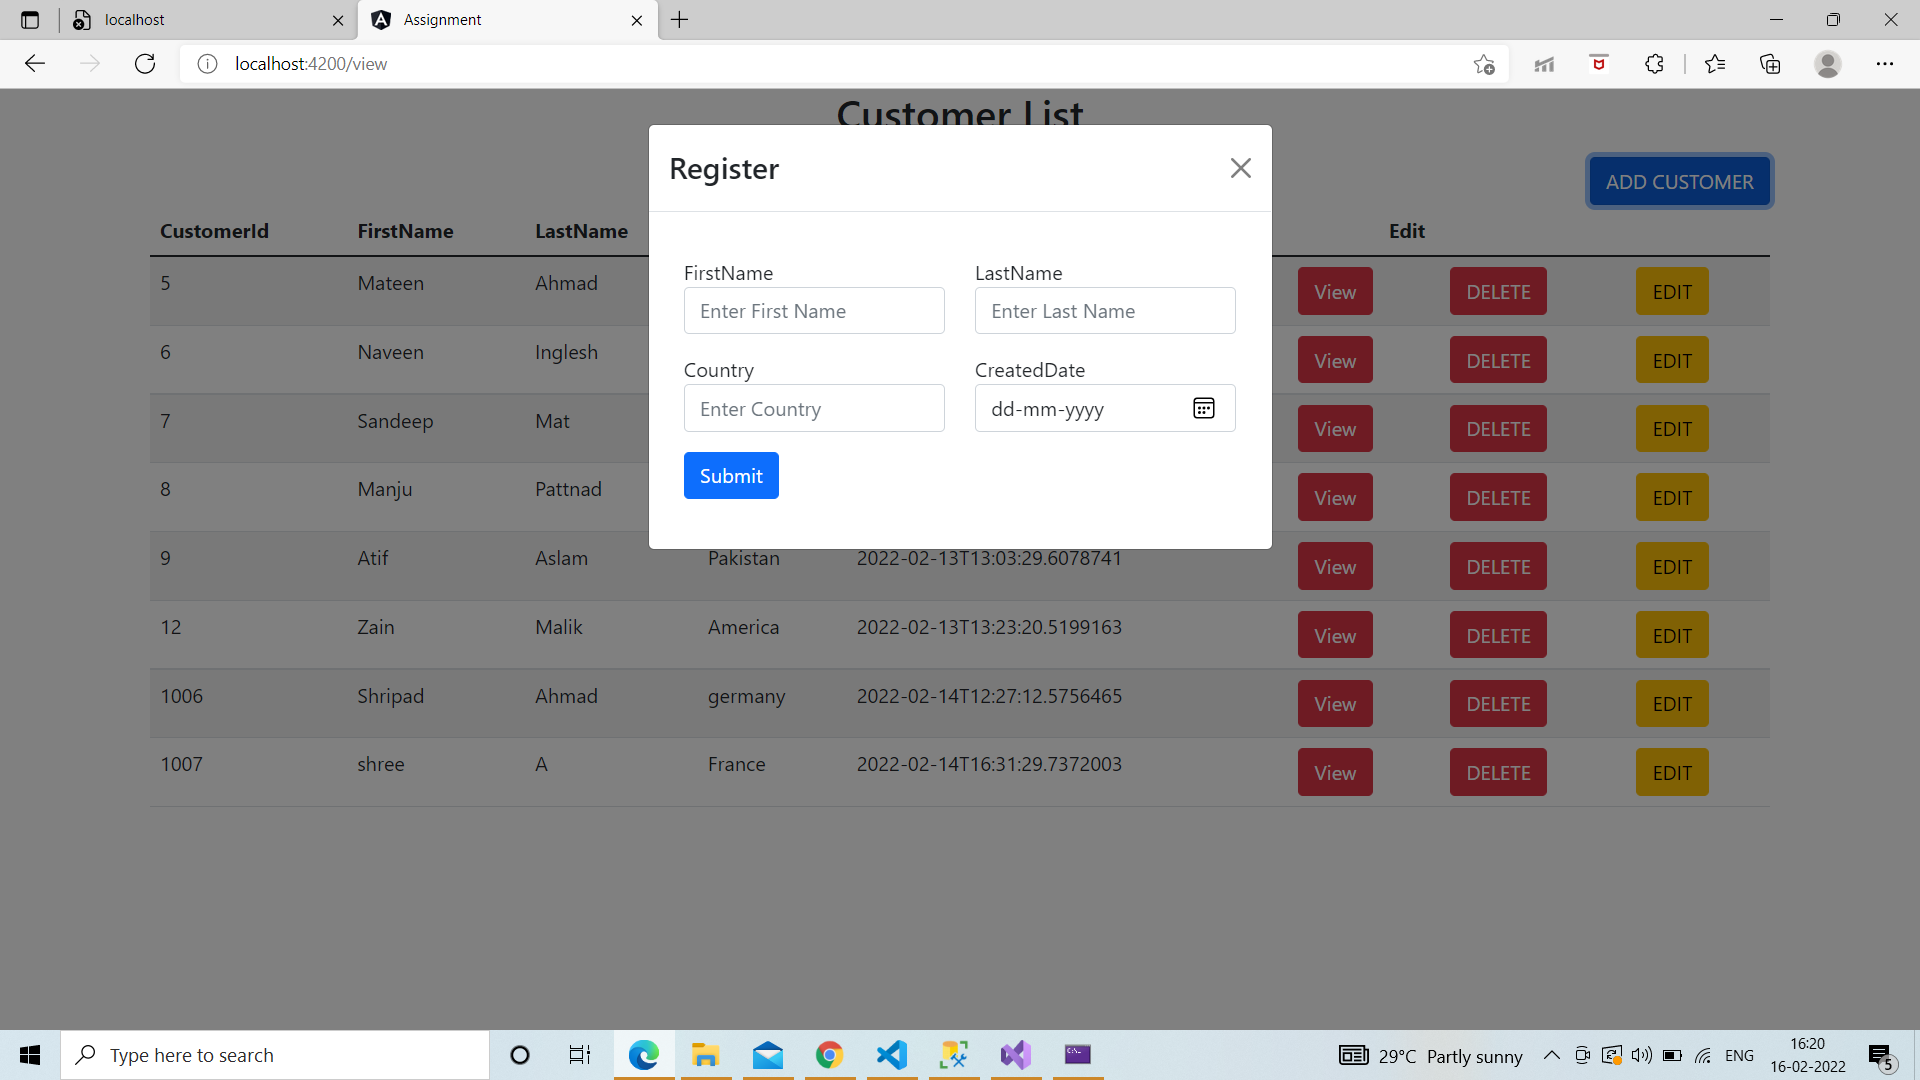 localhost
Assignment
localhost:4200/view
Customer List
Register
ADD CUSTOMER
CustomerId FirstName LastName Edit
FirstName LastName
Enter First Name Enter Last Name
Country CreatedDate
Enter Country dd-mm-yyyy
Submit
5 Mateen Ahmad View DELETE EDIT
6 Naveen Inglesh View DELETE EDIT
7 Sandeep Mat View DELETE EDIT
8 Manju Pattnad View DELETE EDIT
9 Atif Aslam Pakistan 2022-02-13T13:03:29.6078741 View DELETE EDIT
12 Zain Malik America 2022-02-13T13:23:20.5199163 View DELETE EDIT
1006 Shripad Ahmad germany 2022-02-14T12:27:12.5756465 View DELETE EDIT
1007 shree A France 2022-02-14T16:31:29.7372003 View DELETE EDIT
Type here to search
29°C Partly sunny
ENG
16:20
16-02-2022
5